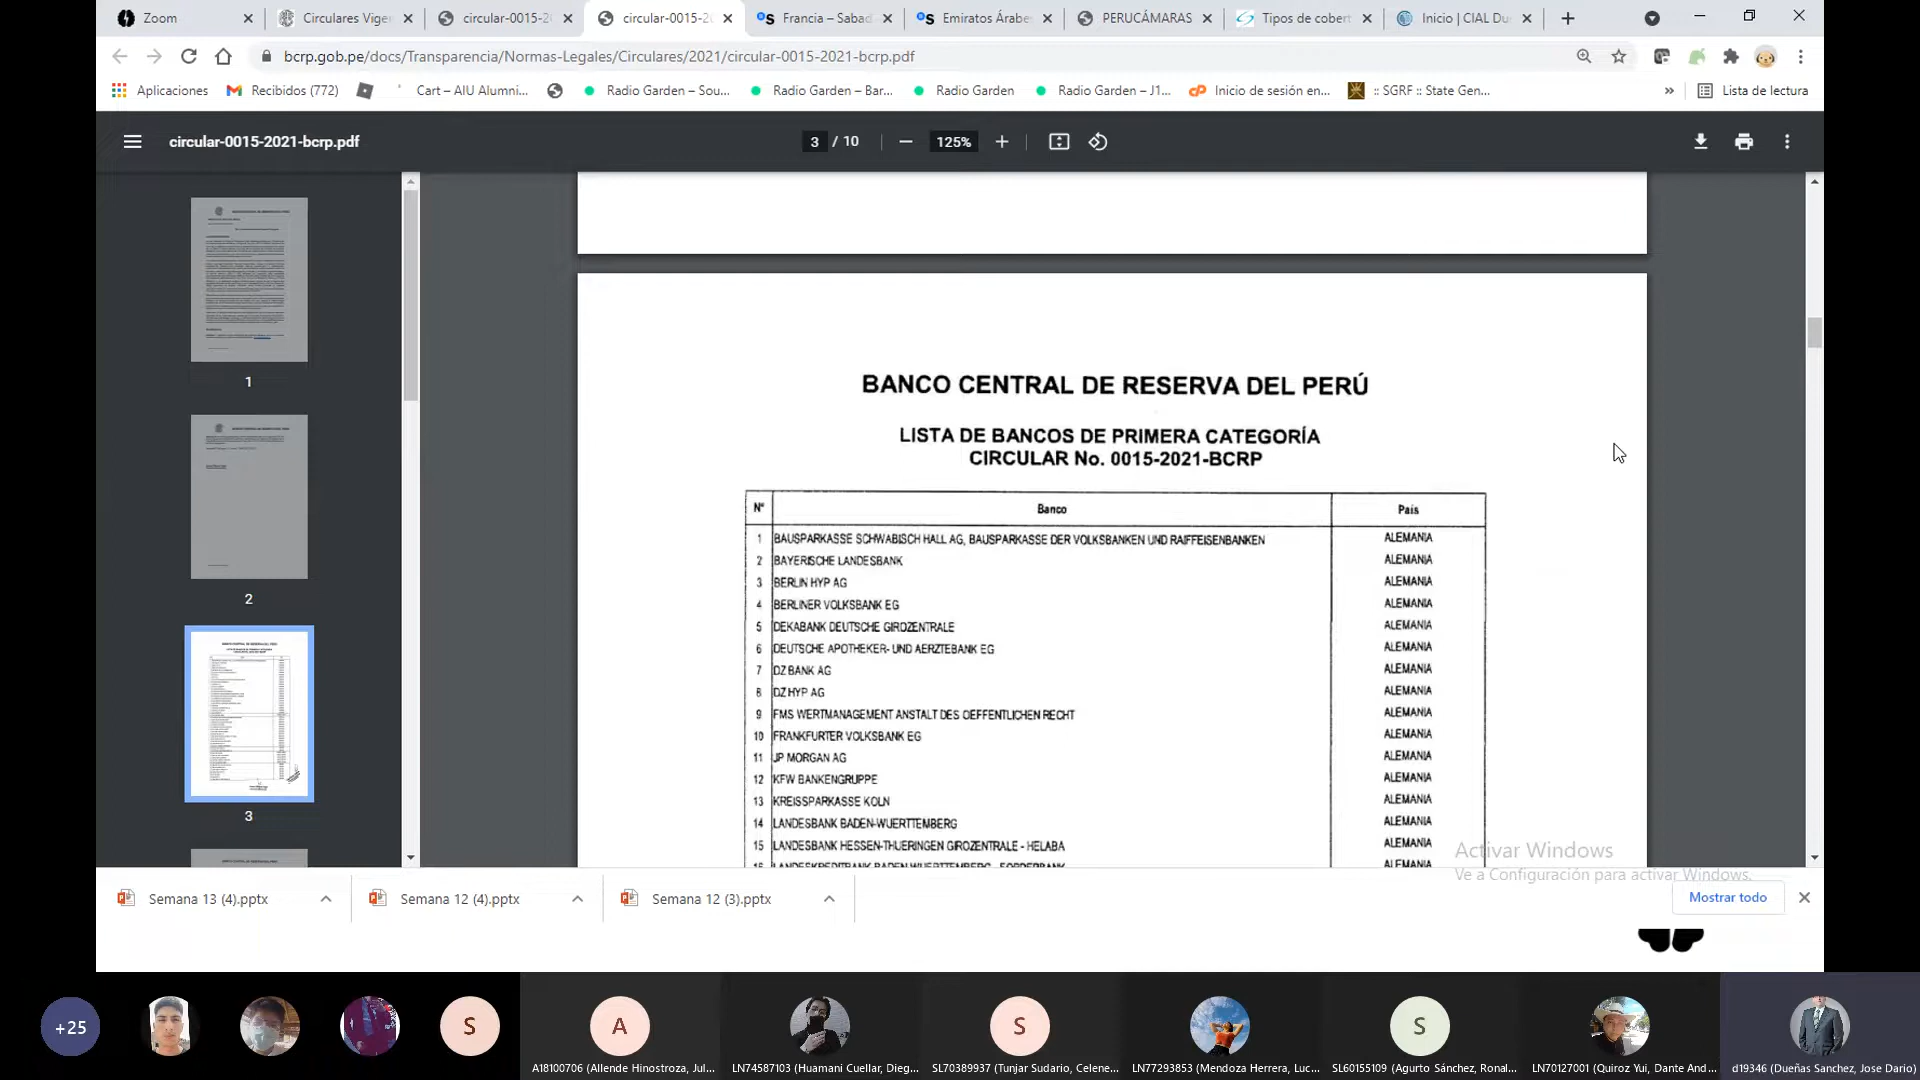 Zoom
Circulares Vige
circular-0015-2
circular-0015-2
Francia – Sabad
Emiratos Árabe
PERUCÁMARAS
Tipos de cobert
Inicio | CIAL Du
bcrp.gob.pe/docs/Transparencia/Normas-Legales/Circulares/2021/circular-0015-2021-bcrp.pdf
Aplicaciones
Recibidos (772)
Cart – AIU Alumni...
Radio Garden – Sou...
Radio Garden – Bar...
Radio Garden
Radio Garden – J1...
Inicio de sesión en...
:: SGRF :: State Gen...
»
Lista de lectura
circular-0015-2021-bcrp.pdf
3 / 10
125%
1
2
3
BANCO CENTRAL DE RESERVA DEL PERÚ
LISTA DE BANCOS DE PRIMERA CATEGORÍA
CIRCULAR No. 0015-2021-BCRP
N° Banco País
1 BAUSPARKASSE SCHWABISCH HALL AG, BAUSPARKASSE DER VOLKSBANKEN UND RAIFFEISENBANKEN ALEMANIA
2 BAYERISCHE LANDESBANK ALEMANIA
3 BERLIN HYP AG ALEMANIA
4 BERLINER VOLKSBANK EG ALEMANIA
5 DEKABANK DEUTSCHE GIROZENTRALE ALEMANIA
6 DEUTSCHE APOTHEKER- UND AERZTEBANK EG ALEMANIA
7 DZ BANK AG ALEMANIA
8 DZ HYP AG ALEMANIA
9 FMS WERTMANAGEMENT ANSTALT DES OEFFENTLICHEN RECHT ALEMANIA
10 FRANKFURTER VOLKSBANK EG ALEMANIA
11 JP MORGAN AG ALEMANIA
12 KFW BANKENGRUPPE ALEMANIA
13 KREISSPARKASSE KOLN ALEMANIA
14 LANDESBANK BADEN-WUERTTEMBERG ALEMANIA
15 LANDESBANK HESSEN-THUERINGEN GIROZENTRALE - HELABA ALEMANIA
16 LANDESKREDITBANK BADEN-WUERTTEMBERG - FORDERBANK ALEMANIA
Activar Windows
Ve a Configuración para activar Windows.
Semana 13 (4).pptx
Semana 12 (4).pptx
Semana 12 (3).pptx
Mostrar todo
+25
S
A
S
S
A18100706 (Allende Hinostroza, Jul...
LN74587103 (Huamani Cuellar, Dieg...
SL70389937 (Tunjar Sudario, Celene...
LN77293853 (Mendoza Herrera, Luc...
SL60155109 (Agurto Sánchez, Ronal...
LN70127001 (Quiroz Yui, Dante And...
d19346 (Dueñas Sanchez, Jose Dario)